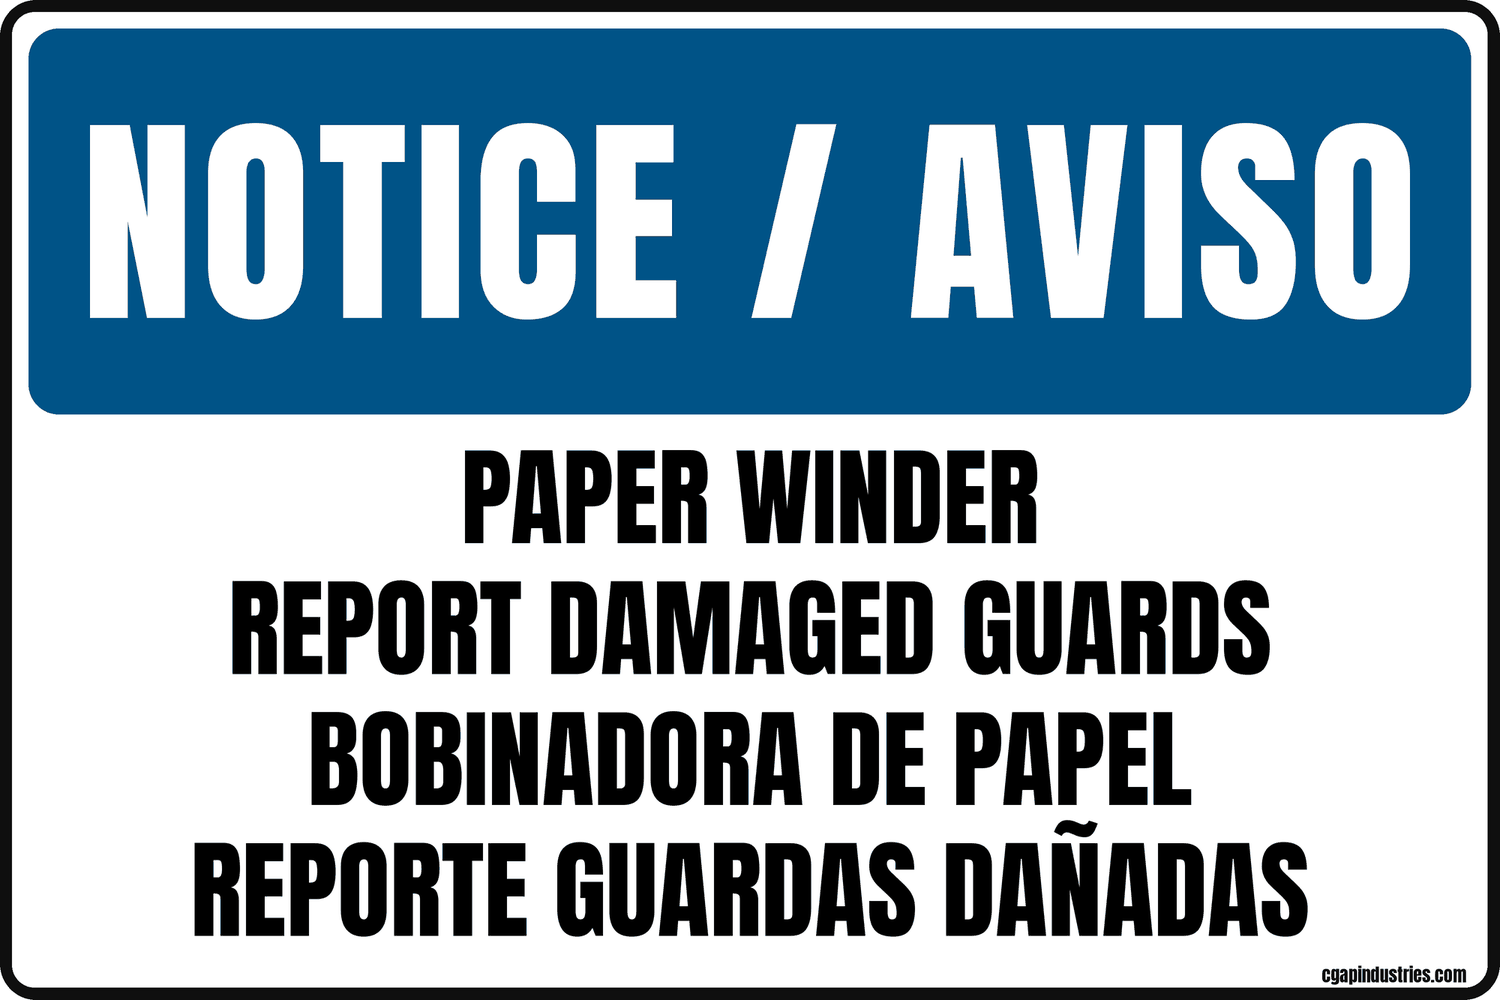 NOTICE / AVISO
PAPER WINDER
REPORT DAMAGED GUARDS
BOBINADORA DE PAPEL
REPORTE GUARDAS DAÑADAS
cgapindustries.com